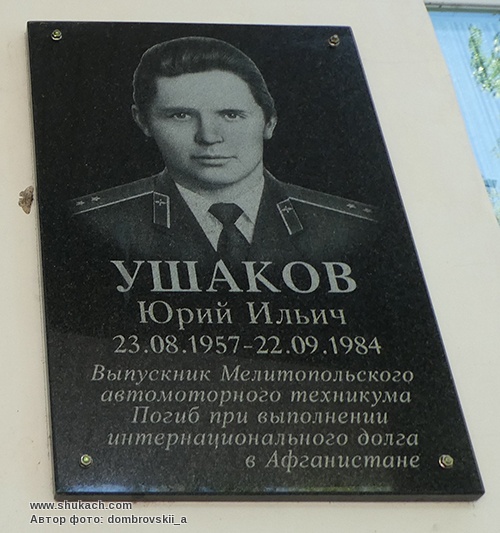 УШАКОВ
Юрий Ильич
23.08.1957-22.09.1984
Выпускник Мелитопольского
автомоторного техникума
Погиб при выполнении
интернационального долга
в Афганистане
www.shukach.com
Автор фото: dombrovskii_a